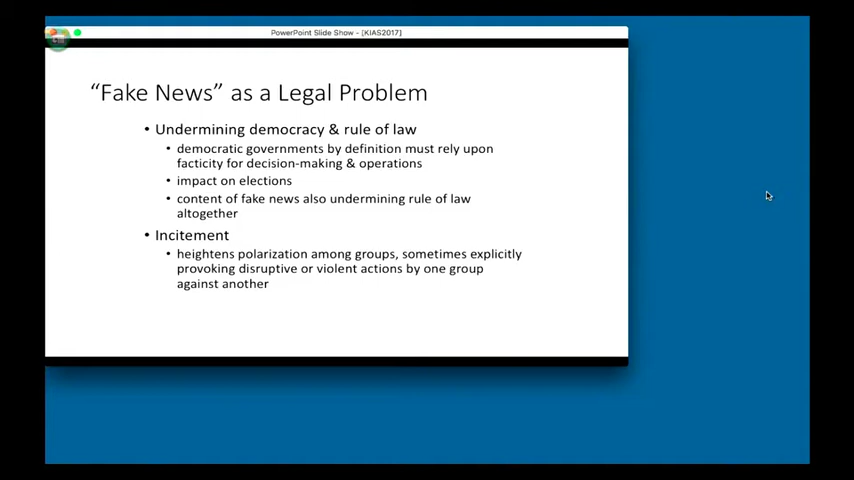 PowerPoint Slide Show - [KIAS2017]
“Fake News” as a Legal Problem
• Undermining democracy & rule of law
• democratic governments by definition must rely upon
facticity for decision-making & operations
• impact on elections
• content of fake news also undermining rule of law
altogether
• Incitement
• heightens polarization among groups, sometimes explicitly
provoking disruptive or violent actions by one group
against another